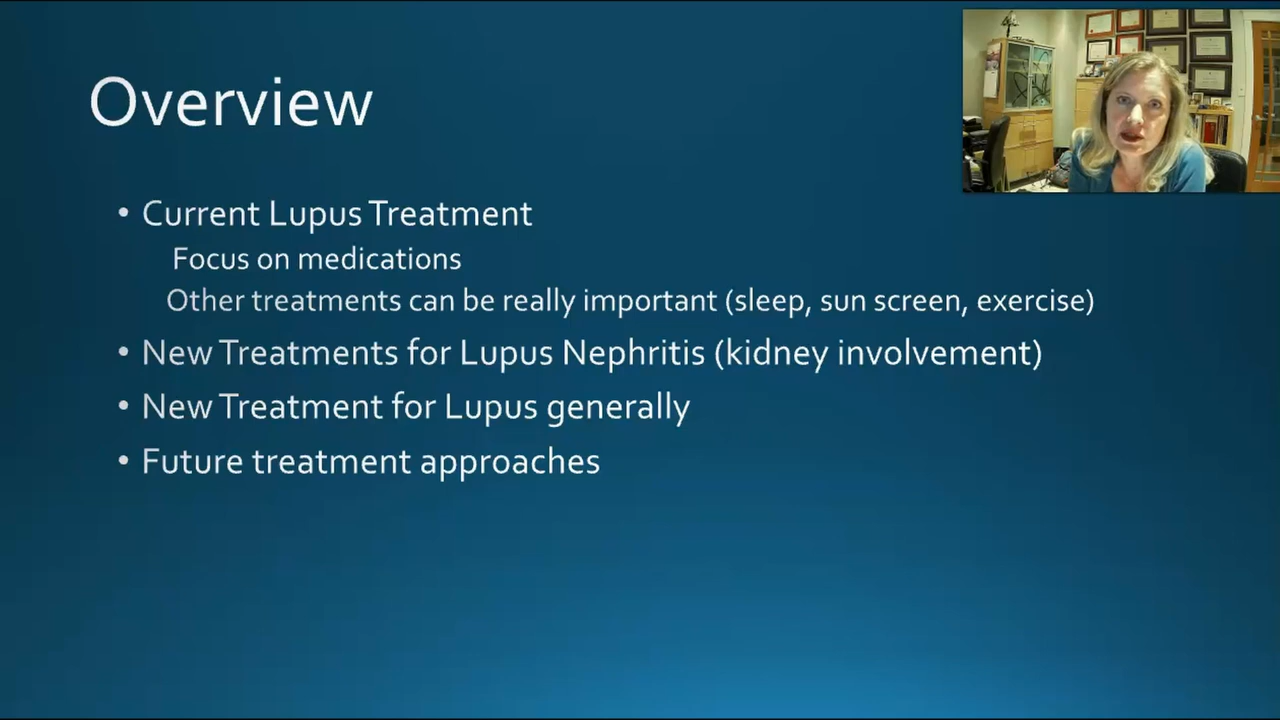 Overview
• Current Lupus Treatment
Focus on medications
Other treatments can be really important (sleep, sun screen, exercise)
• New Treatments for Lupus Nephritis (kidney involvement)
• New Treatment for Lupus generally
• Future treatment approaches